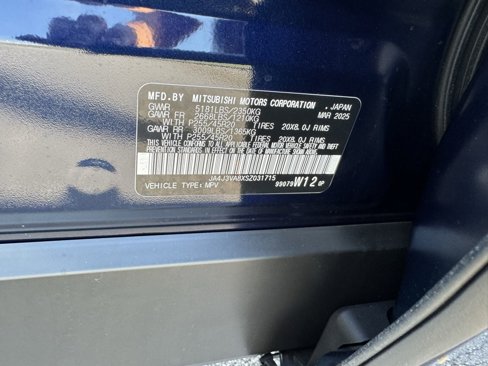 MFD.BY MITSUBISHI MOTORS CORPORATION, JAPAN
GVWR 5181LBS/2350KG MAR 2025
GAWR FR 2668LBS/1210KG
WITH P255/45R20 TIRES 20X8.0J RIMS
GAWR RR 3009LBS/1365KG
WITH P255/45R20 TIRES 20X8.0J RIMS
THIS VEHICLE CONFORMS TO ALL APPLICABLE FEDERAL MOTOR VEHICLE
SAFETY, BUMPER AND THEFT PREVENTION STANDARDS IN EFFECT ON THE DATE OF MANUFACTURE SHOWN ABOVE.
JA4J3VA8XSZ031715
VEHICLE TYPE:MPV 99079 W12 0P